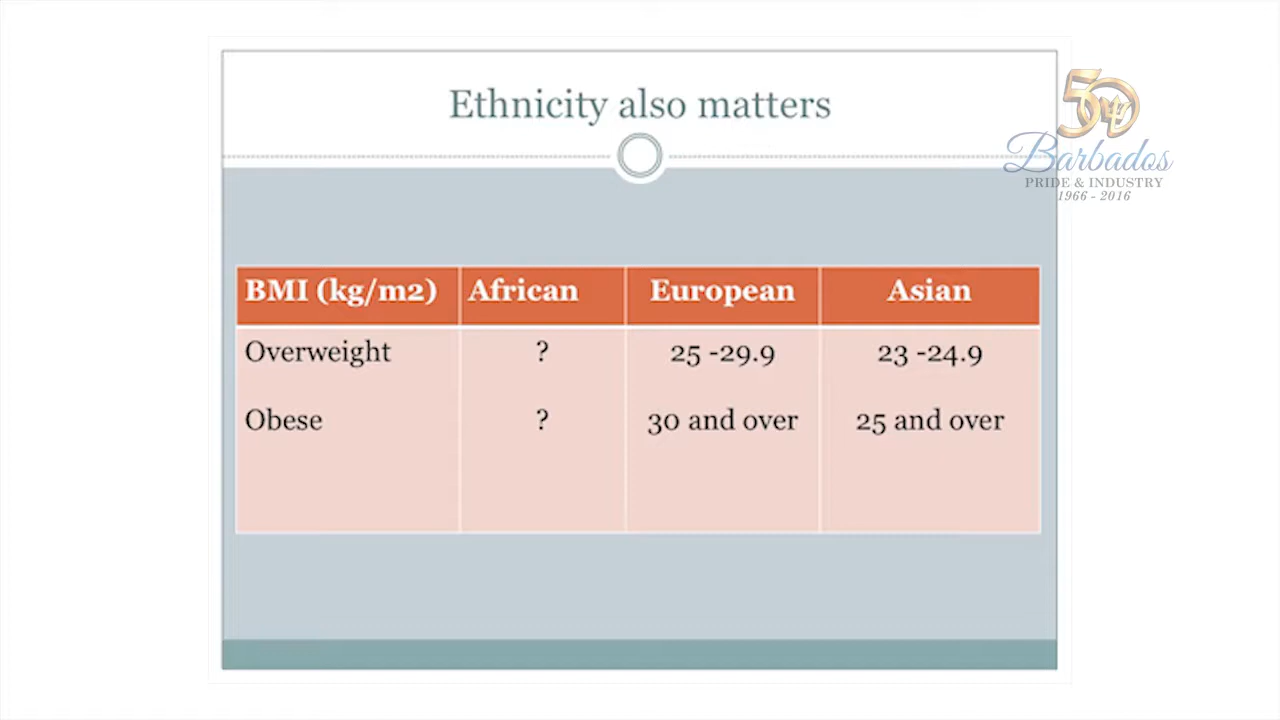 Ethnicity also matters
50
Barbados
PRIDE & INDUSTRY
1966 - 2016
BMI (kg/m2) African European Asian
Overweight ? 25 -29.9 23 -24.9
Obese ? 30 and over 25 and over